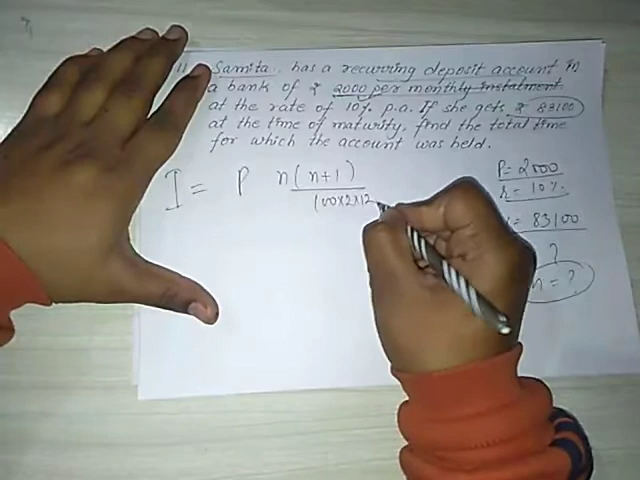 11. Samita has a recurring deposit account in
a bank of ₹ 2000 per monthly instalment
at the rate of 10% p.a. If she gets ₹ 83100
at the time of maturity, find the total time
for which the account was held.
P = 2000
r = 10%
= 83100
?
n = ?
I = P n(n+1)
100×2×12